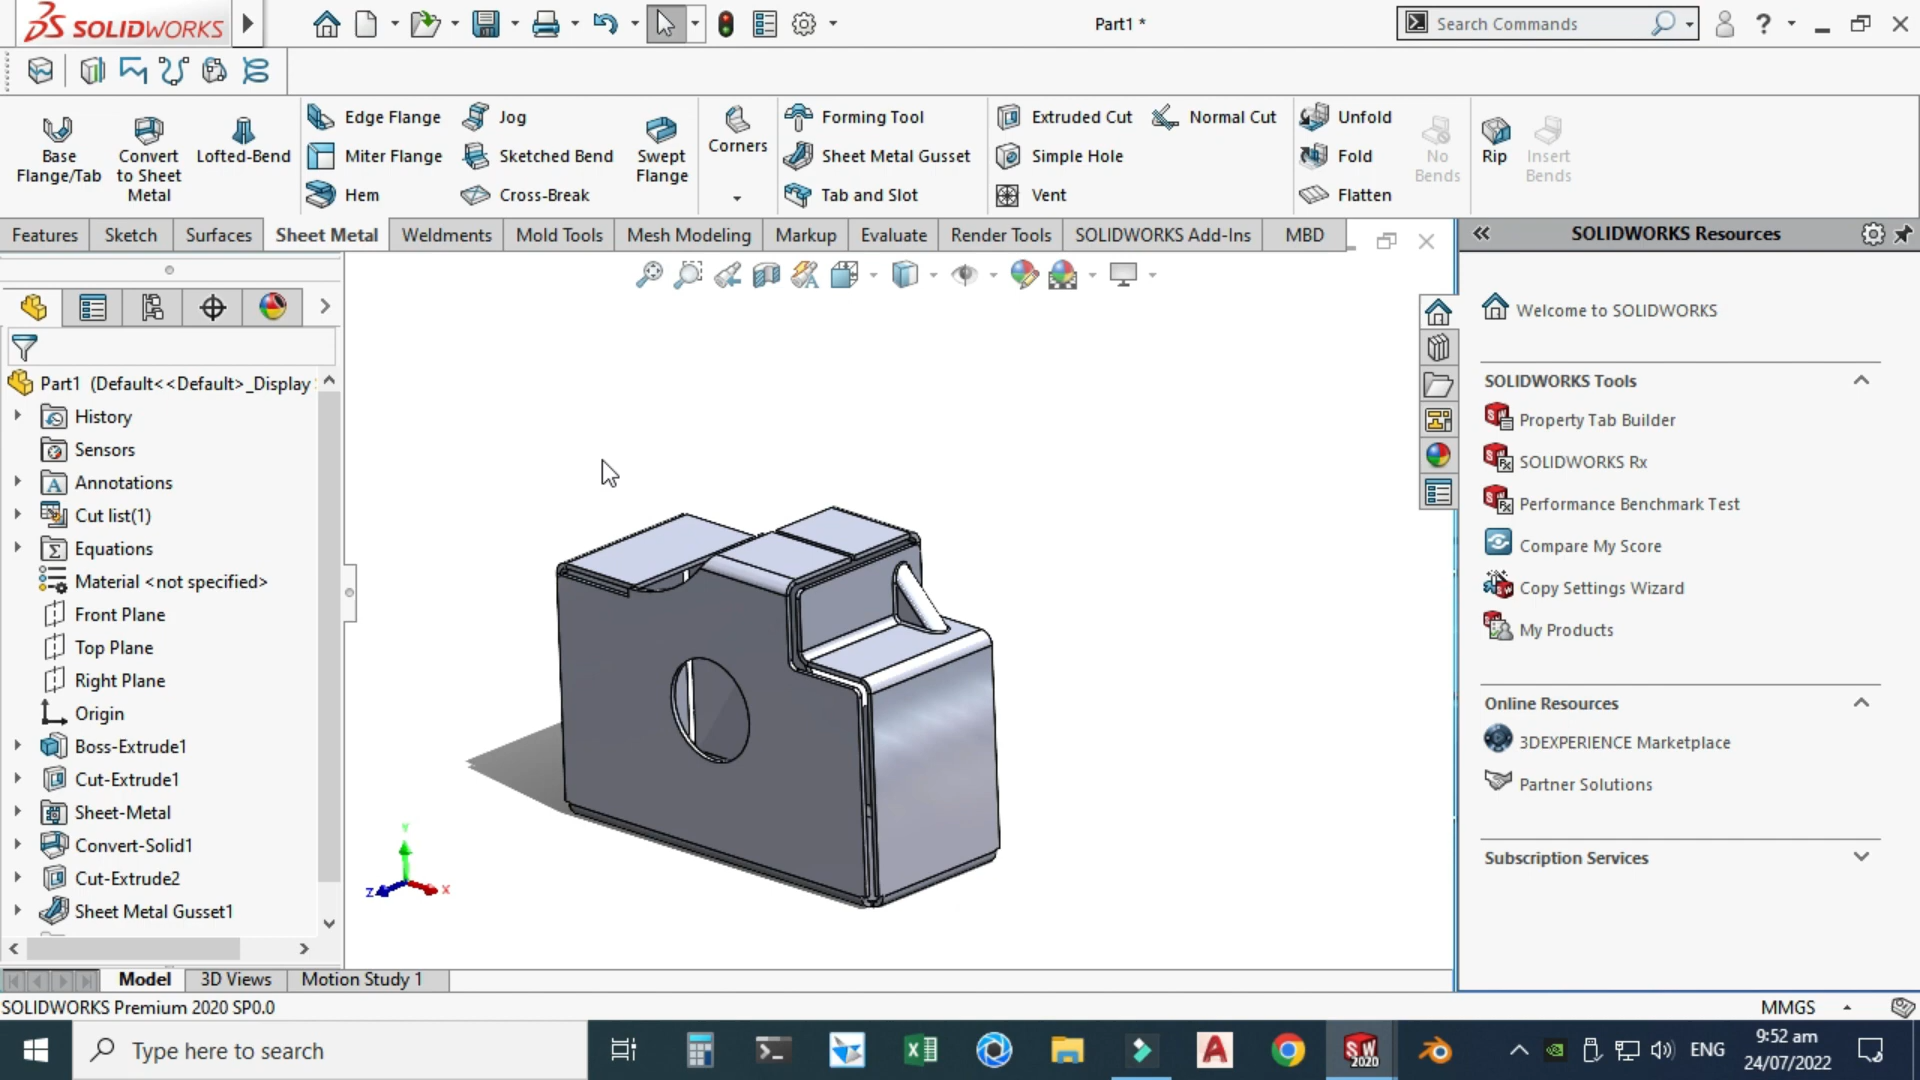 SOLIDWORKS
Part1 *
Search Commands
?
Base Flange/Tab
Convert to Sheet Metal
Lofted-Bend
Edge Flange
Miter Flange
Hem
Jog
Sketched Bend
Cross-Break
Swept Flange
Corners
Forming Tool
Sheet Metal Gusset
Tab and Slot
Extruded Cut
Simple Hole
Vent
Normal Cut
Unfold
Fold
Flatten
No Bends
Rip
Insert Bends
Features
Sketch
Surfaces
Sheet Metal
Weldments
Mold Tools
Mesh Modeling
Markup
Evaluate
Render Tools
SOLIDWORKS Add-Ins
MBD
Part1 (Default<<Default>_Display
History
Sensors
Annotations
Cut list(1)
Equations
Material <not specified>
Front Plane
Top Plane
Right Plane
Origin
Boss-Extrude1
Cut-Extrude1
Sheet-Metal
Convert-Solid1
Cut-Extrude2
Sheet Metal Gusset1
Y
Z
X
SOLIDWORKS Resources
Welcome to SOLIDWORKS
SOLIDWORKS Tools
Property Tab Builder
SOLIDWORKS Rx
Performance Benchmark Test
Compare My Score
Copy Settings Wizard
My Products
Online Resources
3DEXPERIENCE Marketplace
Partner Solutions
Subscription Services
Model
3D Views
Motion Study 1
SOLIDWORKS Premium 2020 SP0.0
MMGS
Type here to search
SW 2020
ENG
9:52 am
24/07/2022